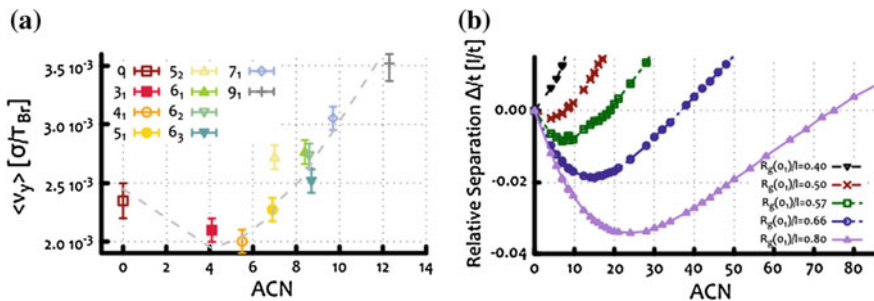 (a)
<v_y> [σ/τ_Br]
3.5 10⁻³
3.0 10⁻³
2.5 10⁻³
2.0 10⁻³
0₁
3₁
4₁
5₁
5₂
6₁
6₂
6₃
7₁
9₁
0 2 4 6 8 10 12 14
ACN
(b)
Relative Separation Δ/t [l/t]
0.00
-0.02
-0.04
R_g(0₁)/l=0.40
R_g(0₁)/l=0.50
R_g(0₁)/l=0.57
R_g(0₁)/l=0.66
R_g(0₁)/l=0.80
0 10 20 30 40 50 60 70 80
ACN